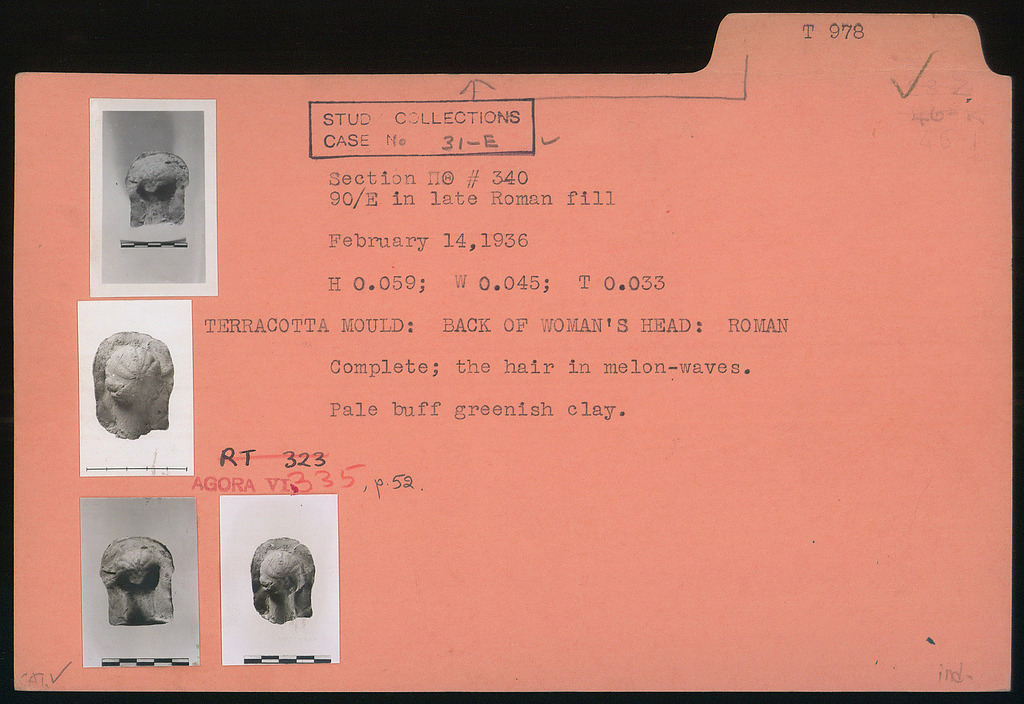 T 978
STUD COLLECTIONS
CASE No 31-E
Section ΠΘ # 340
90/E in late Roman fill
February 14,1936
H 0.059; W 0.045; T 0.033
TERRACOTTA MOULD: BACK OF WOMAN'S HEAD: ROMAN
Complete; the hair in melon-waves.
Pale buff greenish clay.
RT 323
AGORA VI, 335, p.52.
CAT.
ind.